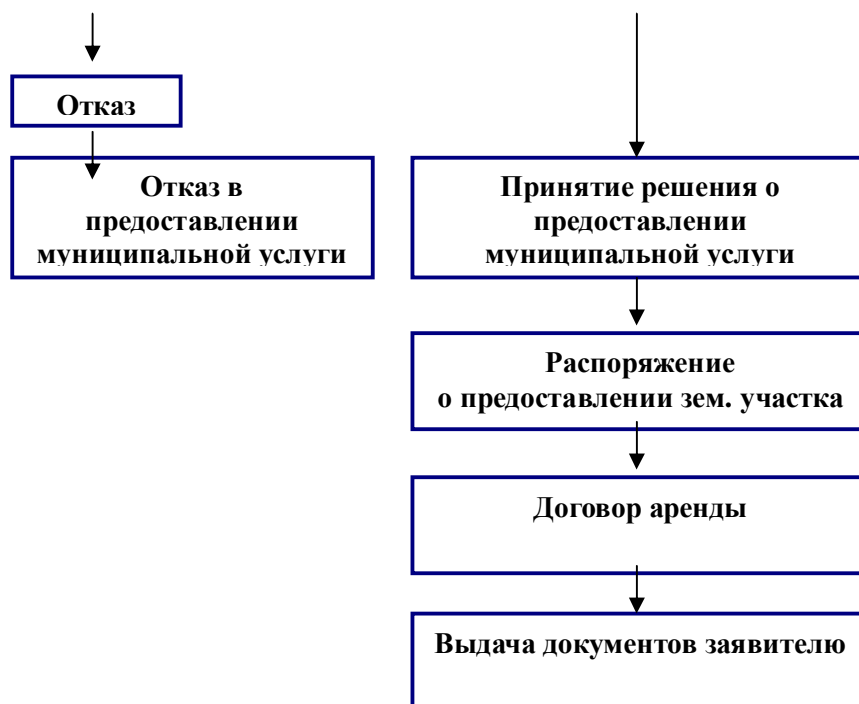 Отказ
Отказ в
предоставлении
муниципальной услуги
Принятие решения о
предоставлении
муниципальной услуги
Распоряжение
о предоставлении зем. участка
Договор аренды
Выдача документов заявителю